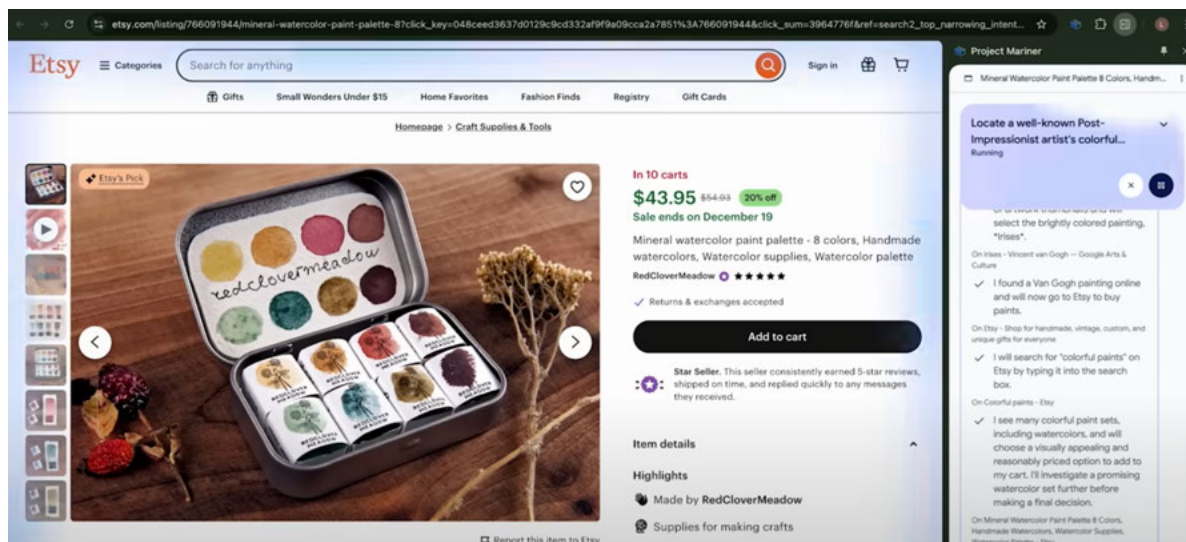 etsy.com/listing/766091944/mineral-watercolor-paint-palette-8?click_key=048ceed3637d0129c9cd332af9f9a09cca2a7851%3A766091944&click_sum=3964776f&ref=search2_top_narrowing_intent...
Project Mariner
Etsy
Categories
Search for anything
Sign in
Gifts
Small Wonders Under $15
Home Favorites
Fashion Finds
Registry
Gift Cards
Homepage > Craft Supplies & Tools
Etsy's Pick
redclovermeadow
In 10 carts
$43.95 $54.93 20% off
Sale ends on December 19
Mineral watercolor paint palette - 8 colors, Handmade
watercolors, Watercolor supplies, Watercolor palette
RedCloverMeadow
Returns & exchanges accepted
Add to cart
Star Seller. This seller consistently earned 5-star reviews,
shipped on time, and replied quickly to any messages
they received.
Item details
Highlights
Made by RedCloverMeadow
Supplies for making crafts
Report this item to Etsy
Mineral Watercolor Paint Palette 8 Colors, Handm...
Locate a well-known Post-
Impressionist artist's colorful...
Running
select the brightly colored painting,
*Irises*.
On Irises - Vincent van Gogh — Google Arts &
Culture
I found a Van Gogh painting online
and will now go to Etsy to buy
paints.
On Etsy - Shop for handmade, vintage, custom, and
unique gifts for everyone
I will search for "colorful paints" on
Etsy by typing it into the search
box.
On Colorful paints - Etsy
I see many colorful paint sets,
including watercolors, and will
choose a visually appealing and
reasonably priced option to add to
my cart. I'll investigate a promising
watercolor set further before
making a final decision.
On Mineral Watercolor Paint Palette 8 Colors,
Handmade Watercolors, Watercolor Supplies,